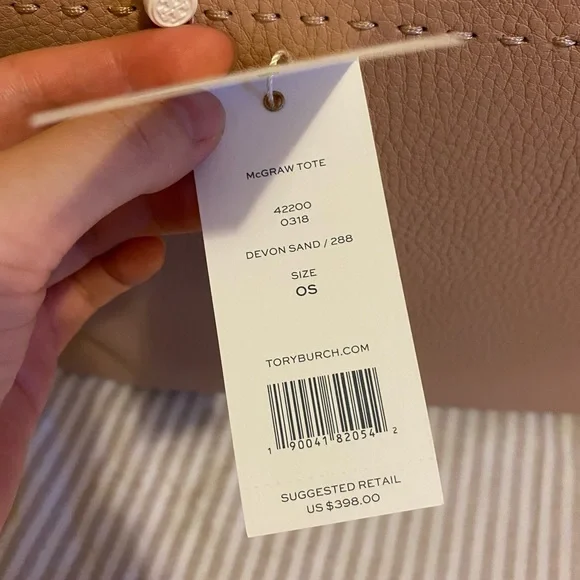 McGRAW TOTE
42200
0318
DEVON SAND / 288
SIZE
OS
TORYBURCH.COM
1 90041 82054 2
SUGGESTED RETAIL
US $398.00